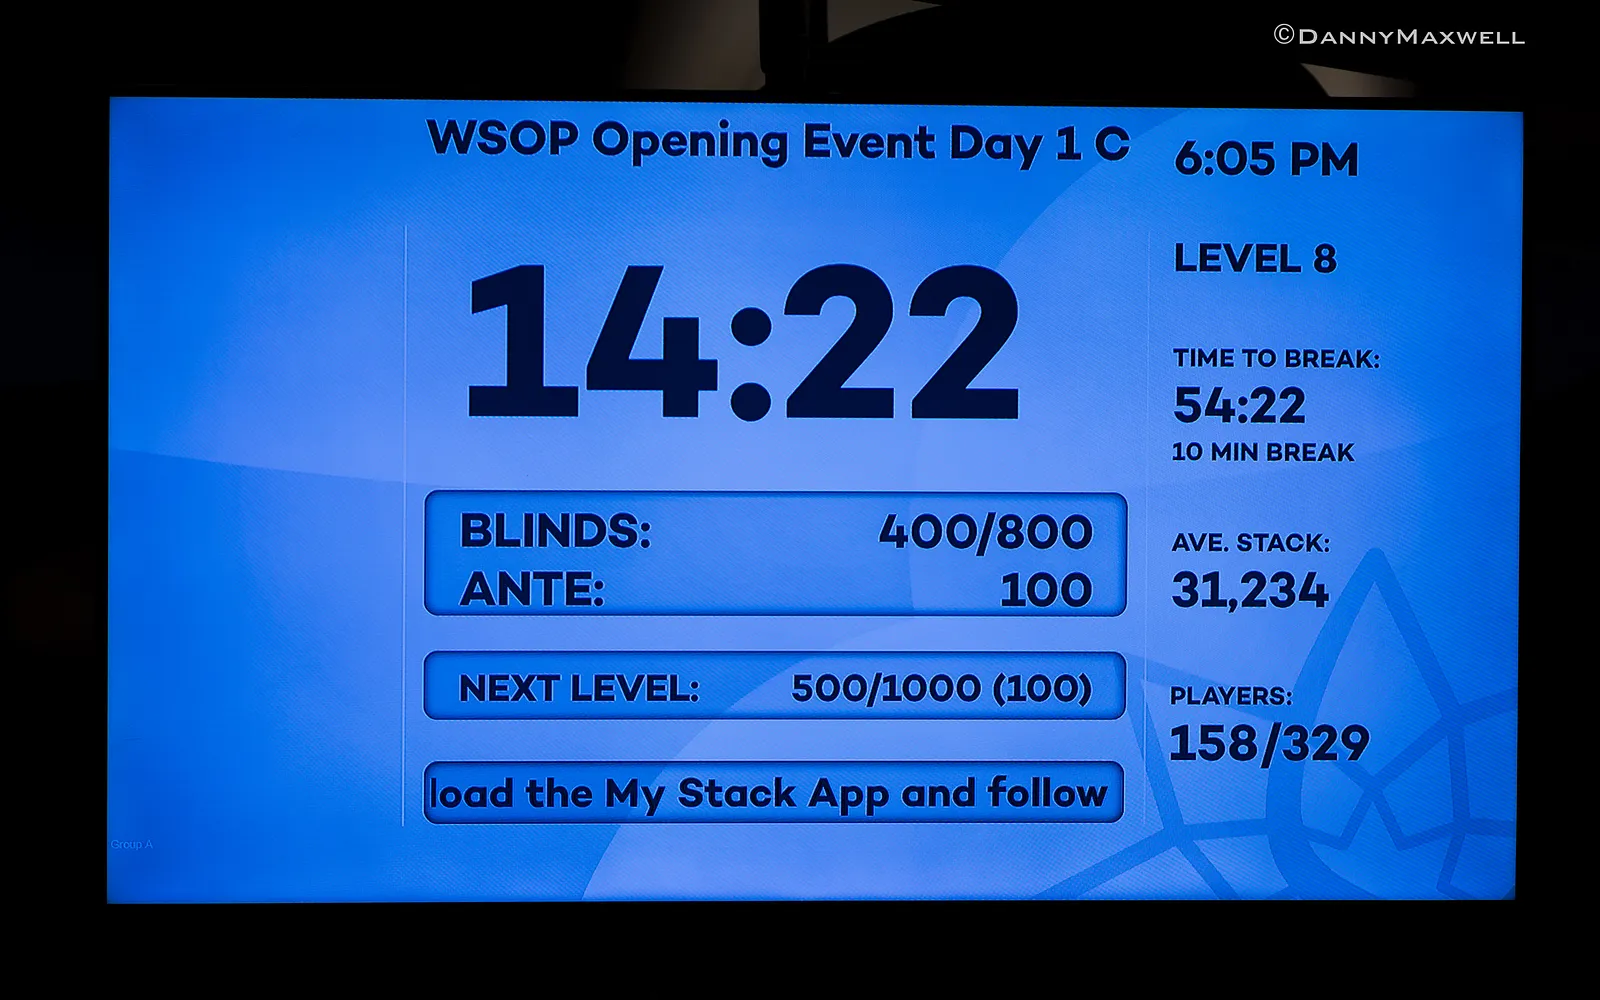 ©DannyMaxwell
WSOP Opening Event Day 1 C
6:05 PM
14:22
LEVEL 8
TIME TO BREAK:
54:22
10 MIN BREAK
BLINDS: 400/800
ANTE: 100
AVE. STACK:
31,234
NEXT LEVEL: 500/1000 (100)
PLAYERS:
158/329
load the My Stack App and follow
Group A